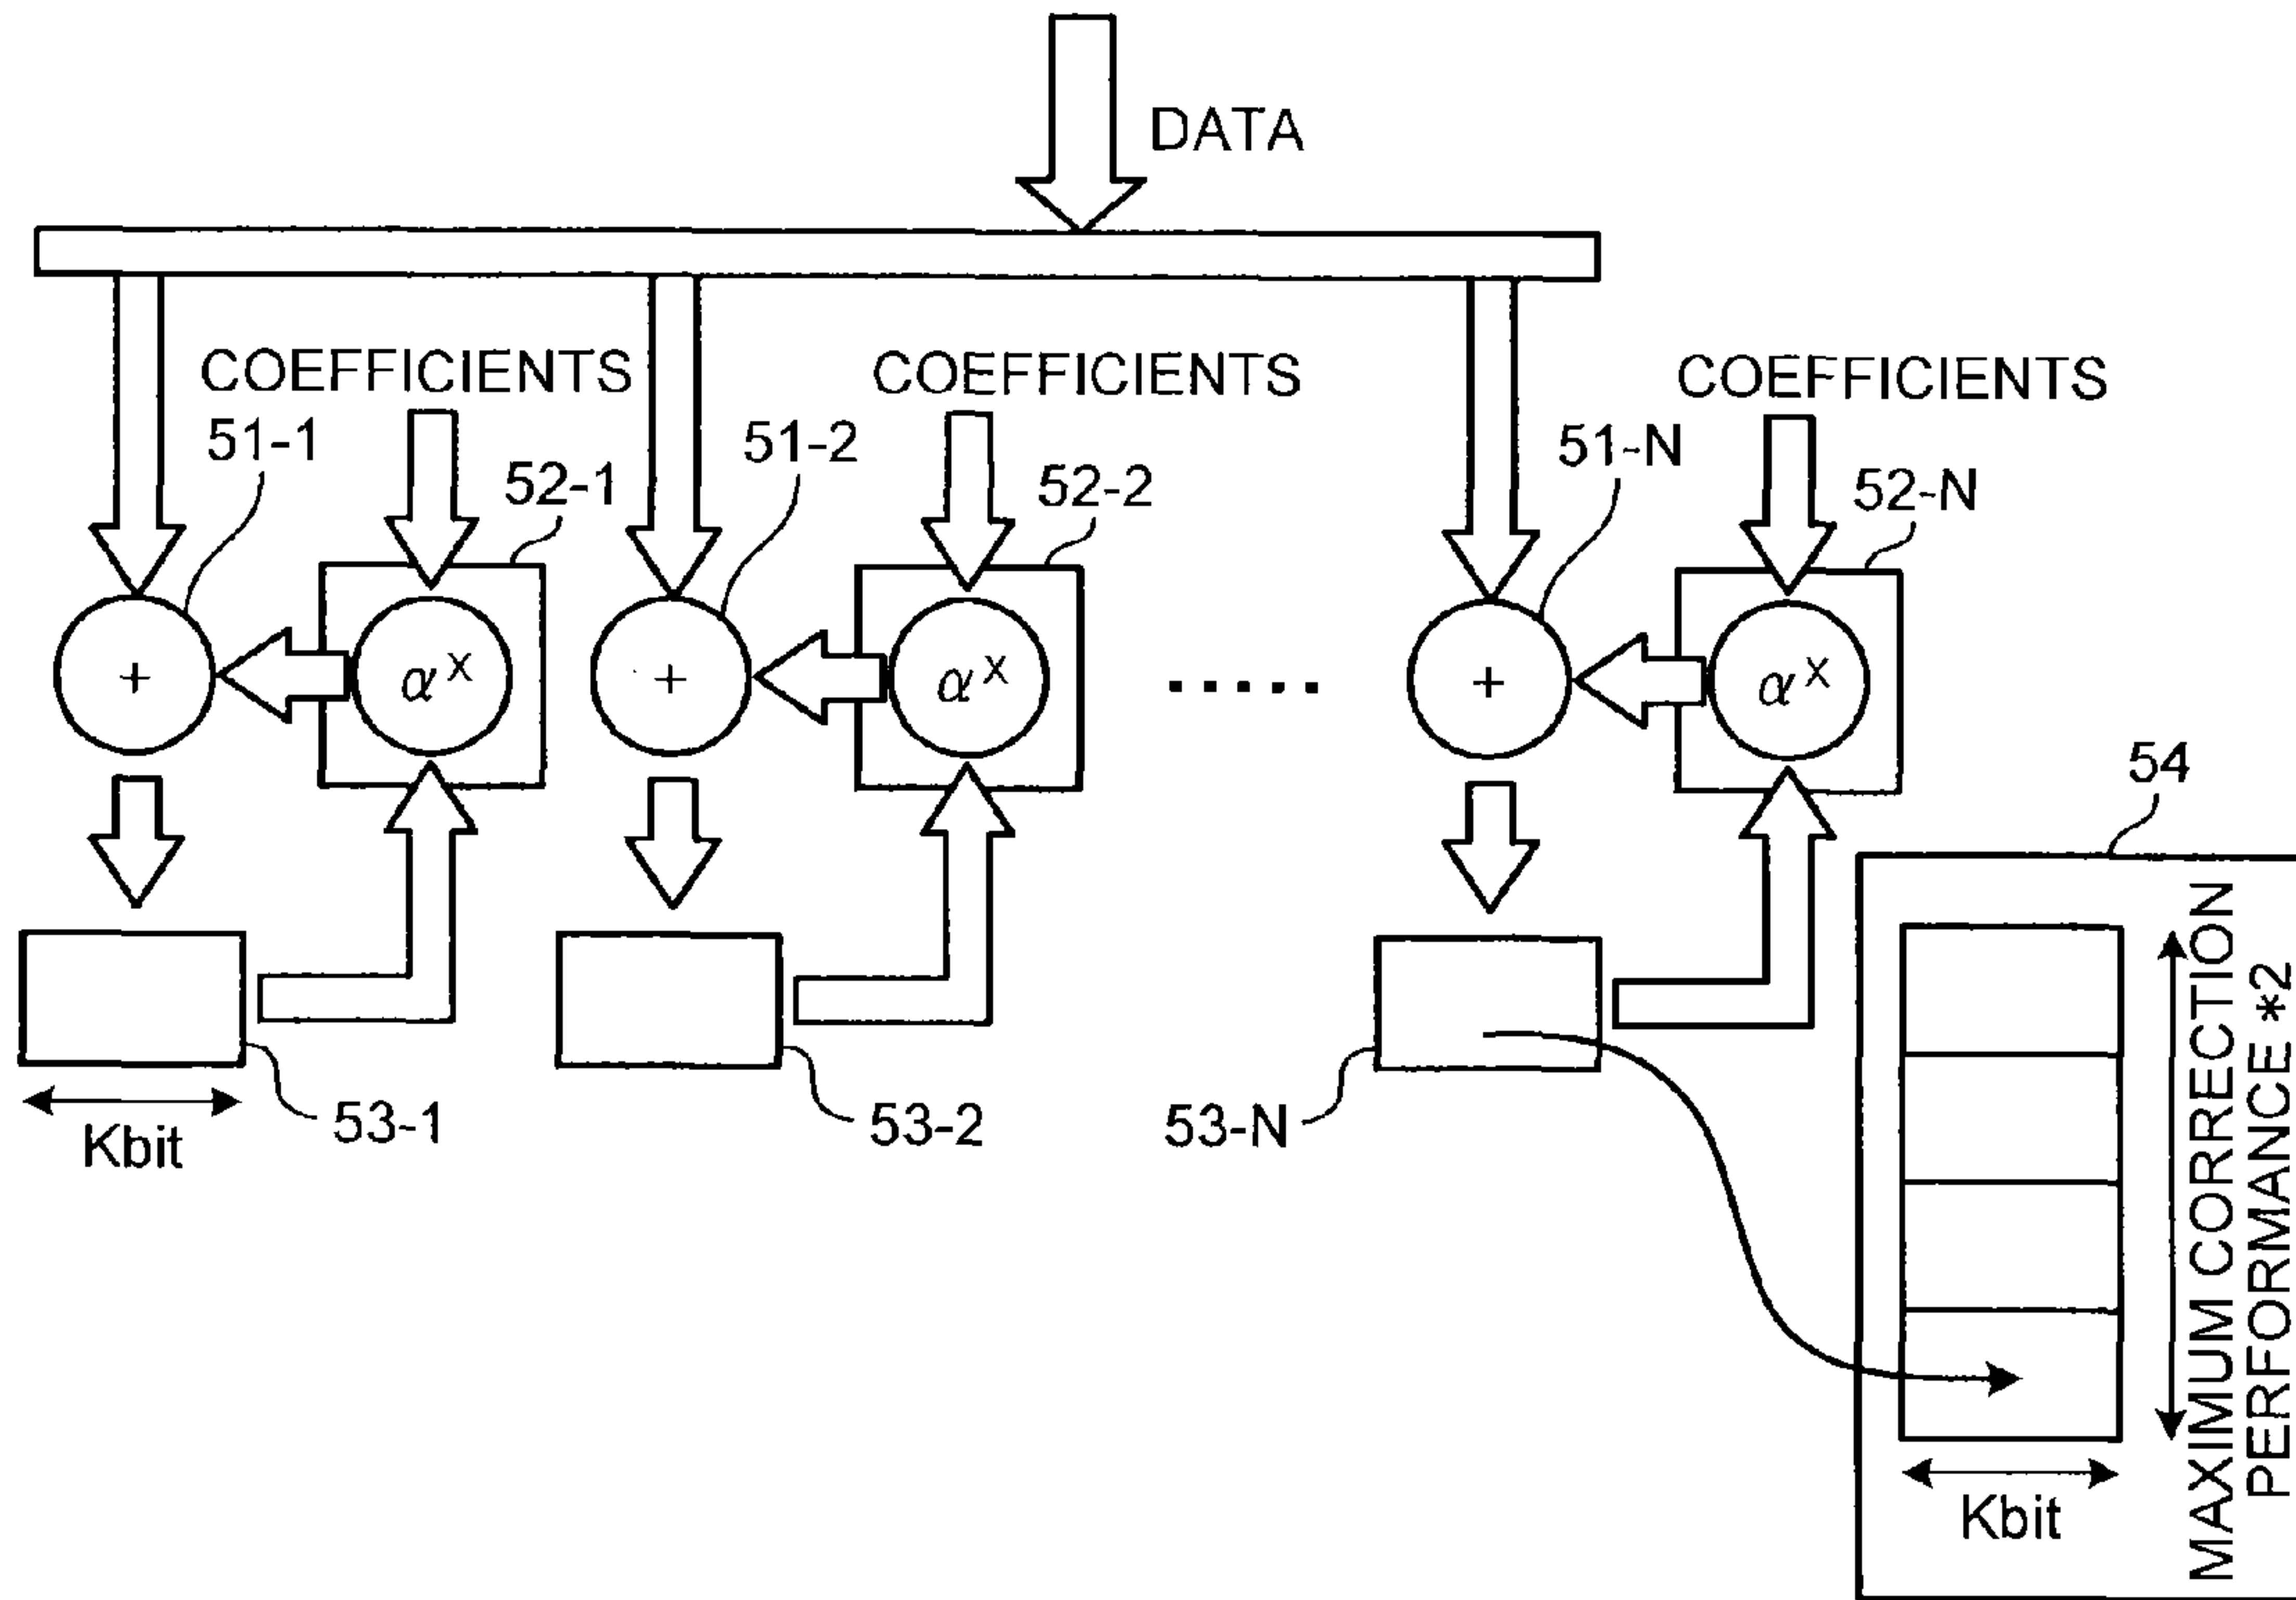 DATA
COEFFICIENTS COEFFICIENTS COEFFICIENTS
51-1 51-2 51-N
52-1 52-2 52-N
+ α^x + α^x ..... + α^x
54
53-1 53-2 53-N
Kbit
MAXIMUM CORRECTION
PERFORMANCE *2
Kbit